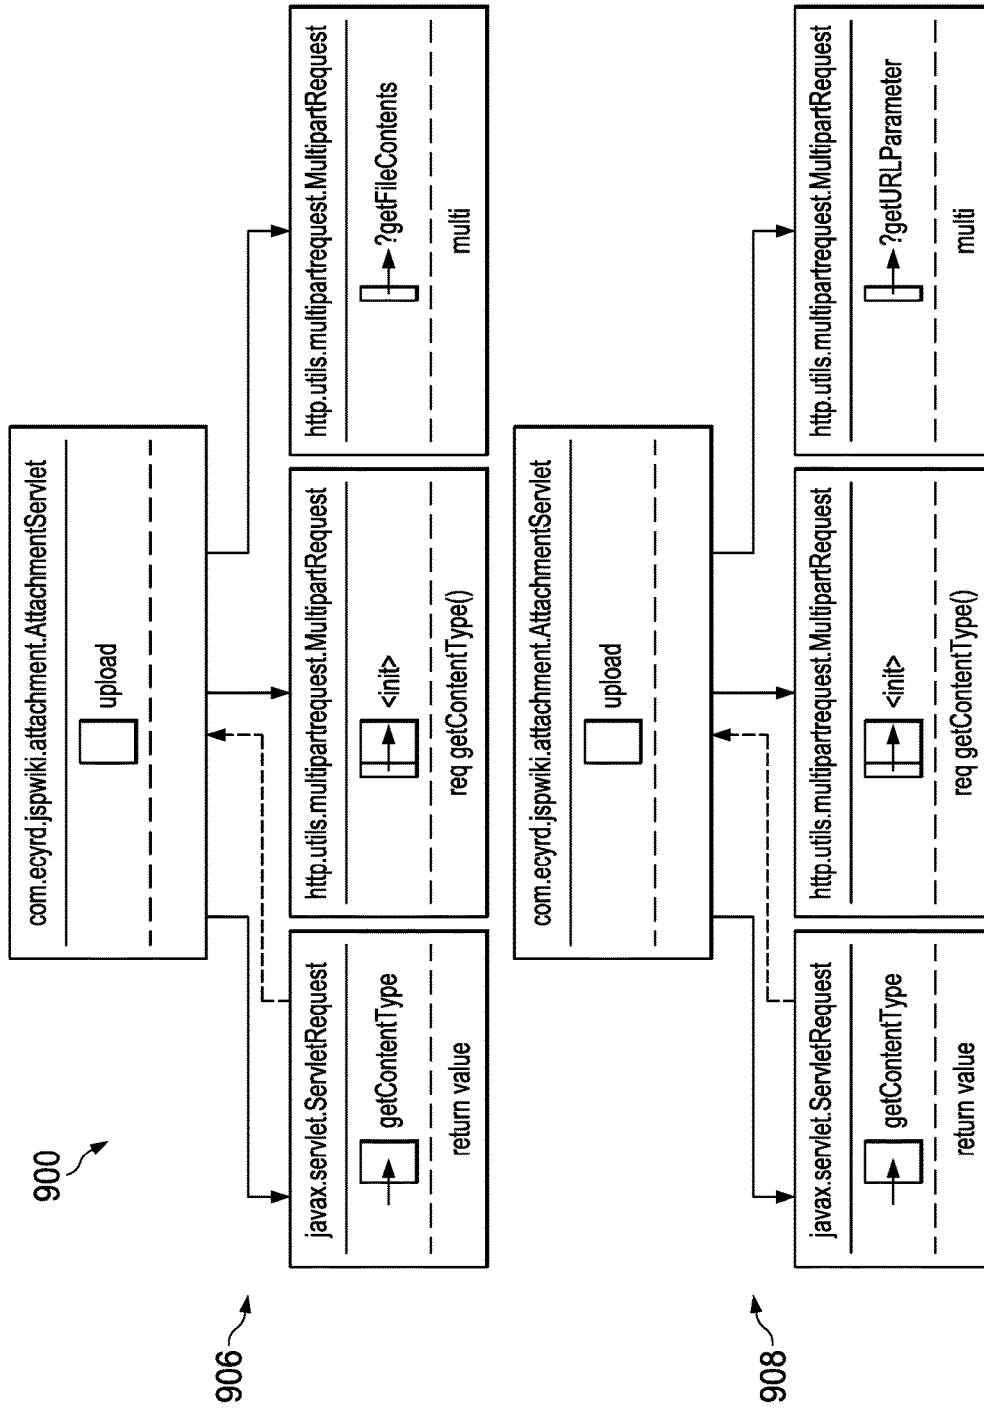 900
906
com.ecyrd.jspwiki.attachment.AttachmentServlet
upload
javax.servlet.ServletRequest
getContentType
return value
http.utils.multipartrequest.MultipartRequest
<init>
req getContentType()
http.utils.multipartrequest.MultipartRequest
?getFileContents
multi
908
com.ecyrd.jspwiki.attachment.AttachmentServlet
upload
javax.servlet.ServletRequest
getContentType
return value
http.utils.multipartrequest.MultipartRequest
<init>
req getContentType()
http.utils.multipartrequest.MultipartRequest
?getURLParameter
multi